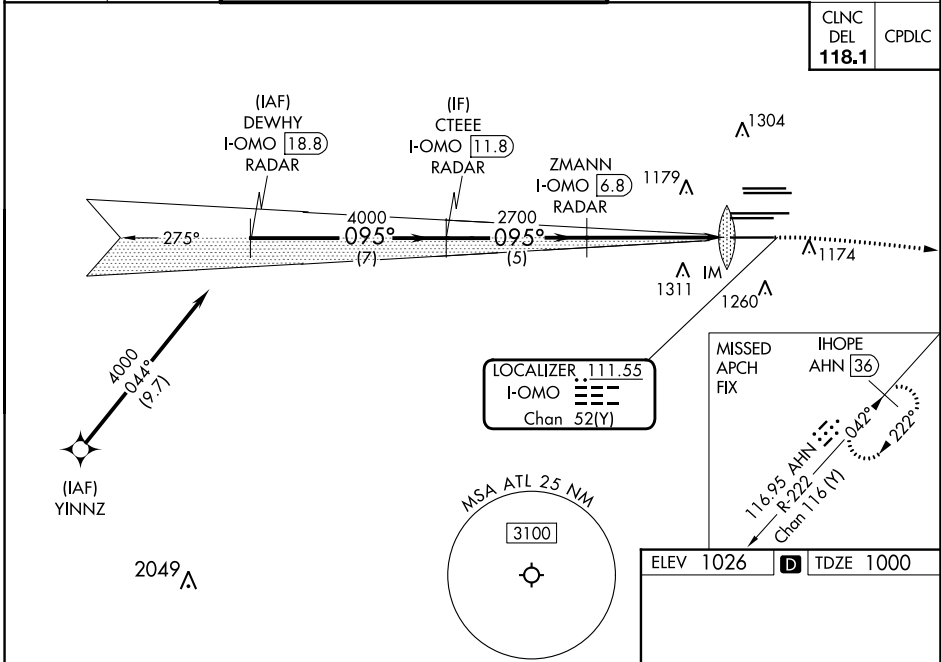 CLNC
DEL
118.1
CPDLC
(IAF)
DEWHY
I-OMO 18.8
RADAR
(IF)
CTEEE
I-OMO 11.8
RADAR
ZMANN
I-OMO 6.8
RADAR
1304
1179
4000
095°
(7)
2700
095°
(5)
275°
IM
1174
1311
1260
4000
044°
(9.7)
(IAF)
YINNZ
LOCALIZER 111.55
I-OMO
Chan 52(Y)
MISSED
APCH
FIX
IHOPE
AHN 36
042°
222°
116.95 AHN
R-222
Chan 116 (Y)
MSA ATL 25 NM
3100
2049
ELEV 1026 D TDZE 1000